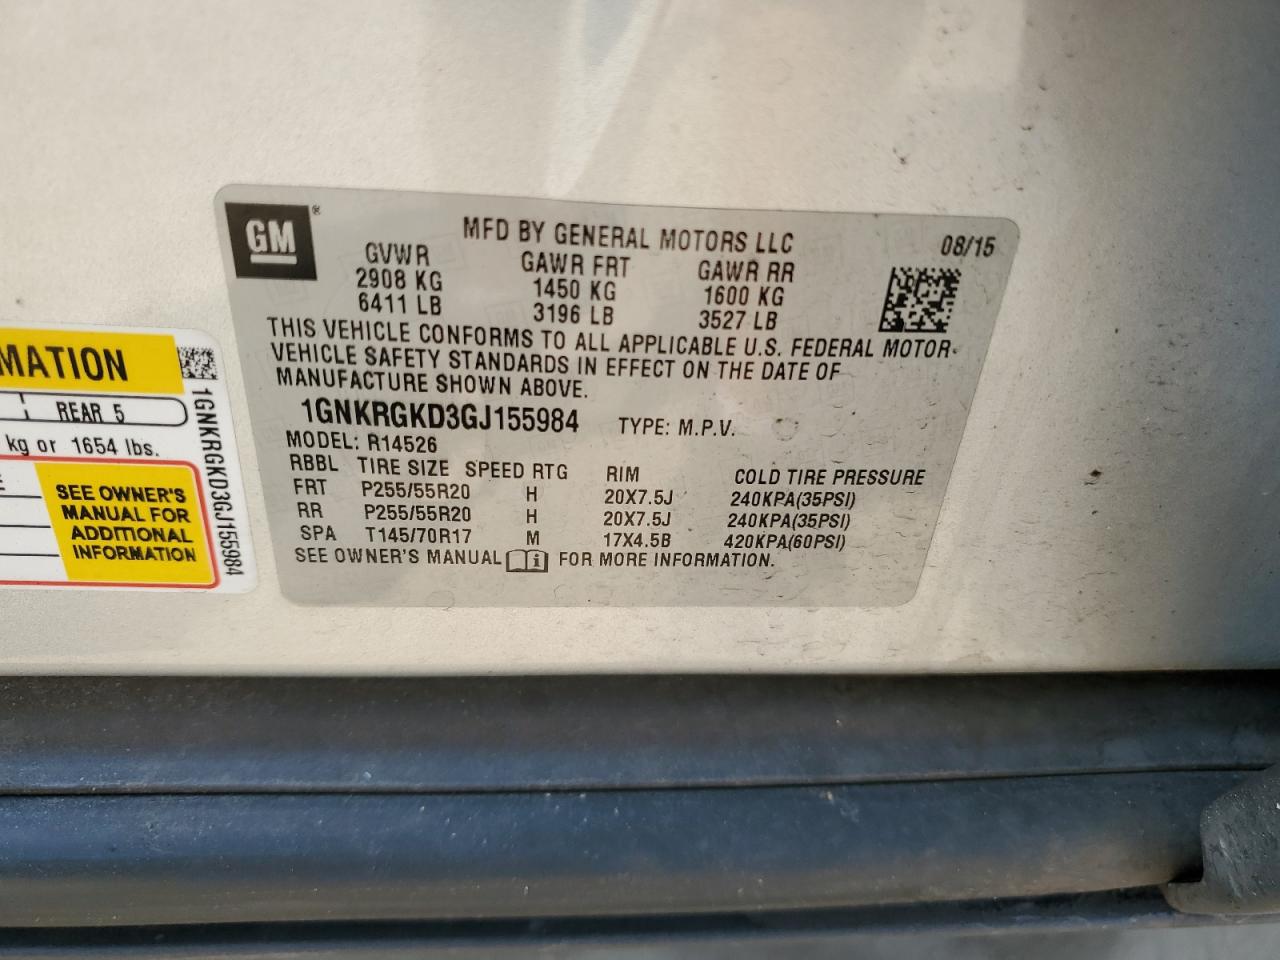 GM ®
MFD BY GENERAL MOTORS LLC 08/15
GVWR GAWR FRT GAWR RR
2908 KG 1450 KG 1600 KG
6411 LB 3196 LB 3527 LB
THIS VEHICLE CONFORMS TO ALL APPLICABLE U.S. FEDERAL MOTOR-
VEHICLE SAFETY STANDARDS IN EFFECT ON THE DATE OF
MANUFACTURE SHOWN ABOVE.
1GNKRGKD3GJ155984 TYPE: M.P.V.
MODEL: R14526
RBBL TIRE SIZE SPEED RTG RIM COLD TIRE PRESSURE
FRT P255/55R20 H 20X7.5J 240KPA(35PSI)
RR P255/55R20 H 20X7.5J 240KPA(35PSI)
SPA T145/70R17 M 17X4.5B 420KPA(60PSI)
SEE OWNER'S MANUAL i FOR MORE INFORMATION.
MATION
REAR 5
kg or 1654 lbs.
SEE OWNER'S
MANUAL FOR
ADDITIONAL
INFORMATION
1GNKRGKD3GJ155984